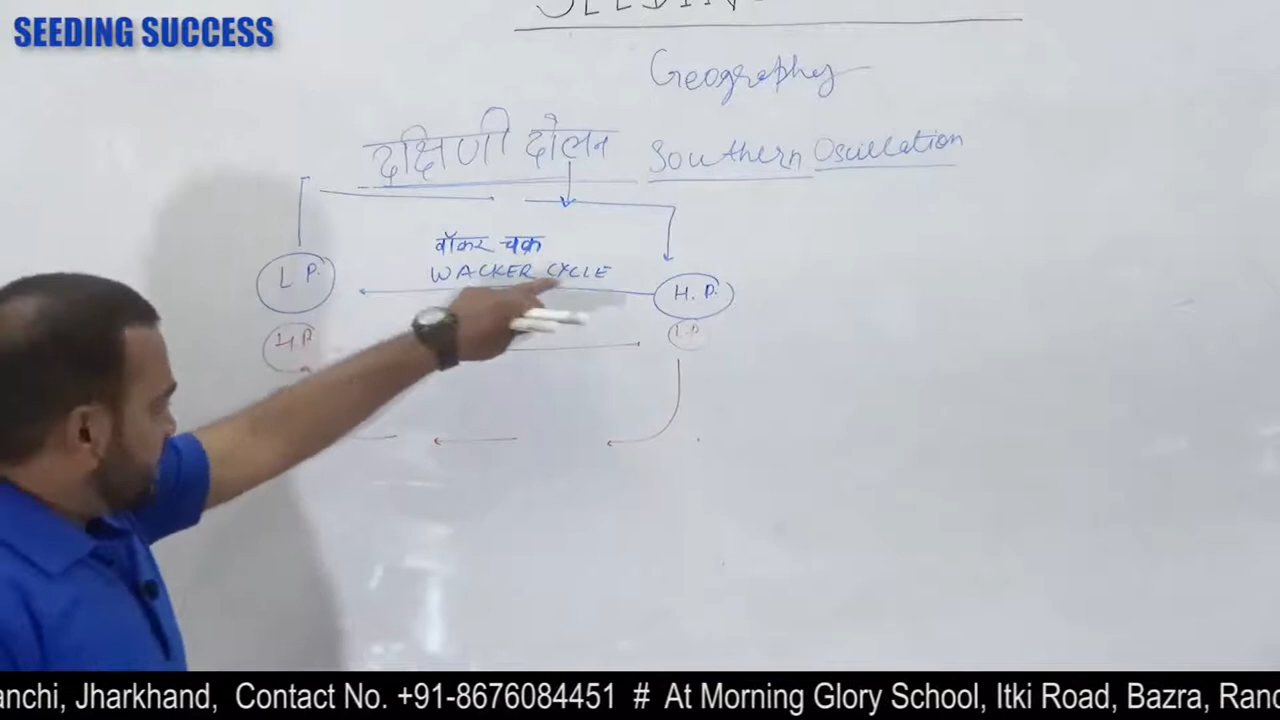 SEEDING SUCCESS
SEEDIN
Geography
दक्षिणी दोलन Southern Oscillation
वॉकर चक्र
WACKER CYCLE
L P.
H. P.
H P.
L.P
anchi, Jharkhand, Contact No. +91-8676084451 # At Morning Glory School, Itki Road, Bazra, Ranc